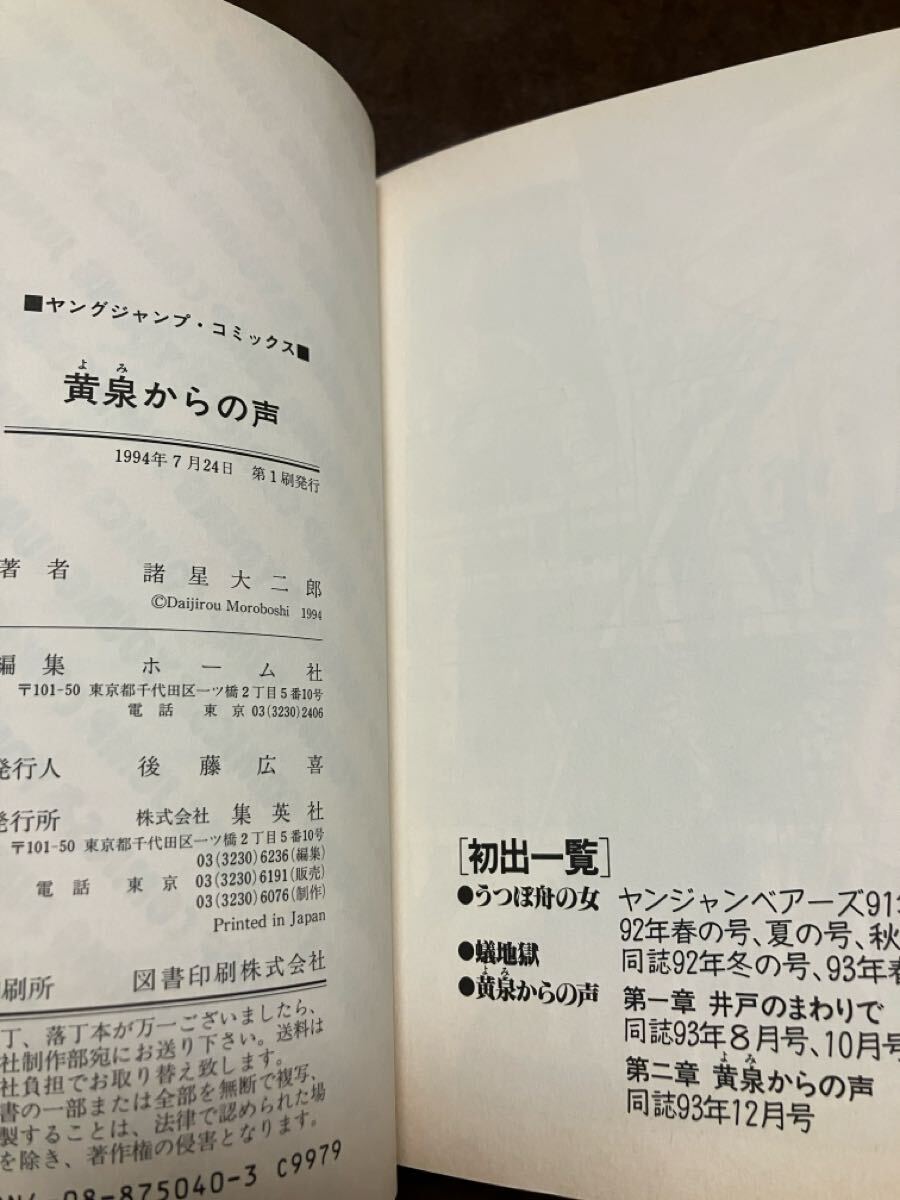 ■ヤングジャンプ・コミックス■
よみ
黄泉からの声
1994年7月24日 第1刷発行
著者 諸星大二郎
©Daijirou Moroboshi 1994
編集 ホーム社
〒101-50 東京都千代田区一ツ橋2丁目5番10号
電話 東京 03(3230)2406
発行人 後藤広喜
発行所 株式会社 集英社
〒101-50 東京都千代田区一ツ橋2丁目5番10号
03(3230)6236(編集)
電話 東京 03(3230)6191(販売)
03(3230)6076(制作)
Printed in Japan
印刷所 図書印刷株式会社
丁、落丁本が万一ございましたら、
社制作部宛にお送り下さい。送料は
社負担でお取り替え致します。
書の一部または全部を無断で複写、
製することは、法律で認められた場
を除き、著作権の侵害となります。
08-875040-3 C9979
[初出一覧]
●うつぼ舟の女 ヤンジャンベアーズ91
92年春の号、夏の号、秋
●蟻地獄 同誌92年冬の号、93年春
よみ
●黄泉からの声 第一章 井戸のまわりで
同誌93年8月号、10月号
よみ
第二章 黄泉からの声
同誌93年12月号